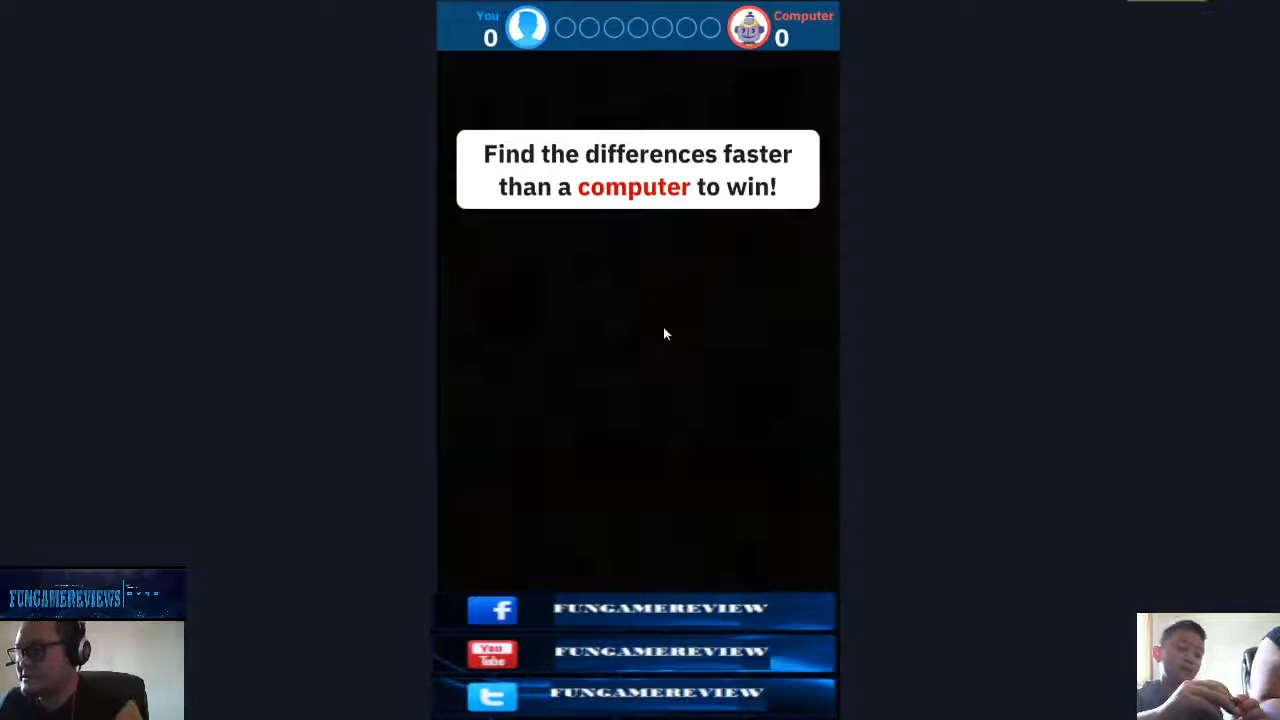 You
0
Computer
0
Find the differences faster
than a computer to win!
FUNGAMEREVIEWS
FUNGAMEREVIEW
You
Tube
FUNGAMEREVIEW
FUNGAMEREVIEW